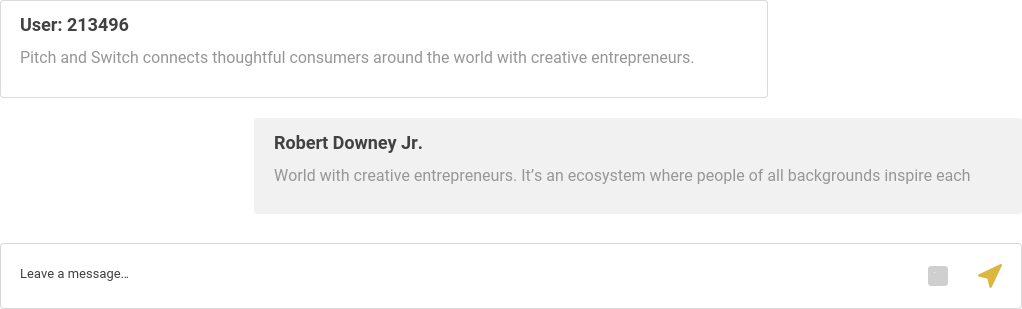 User: 213496
Pitch and Switch connects thoughtful consumers around the world with creative entrepreneurs.
Robert Downey Jr.
World with creative entrepreneurs. It’s an ecosystem where people of all backgrounds inspire each
Leave a message…